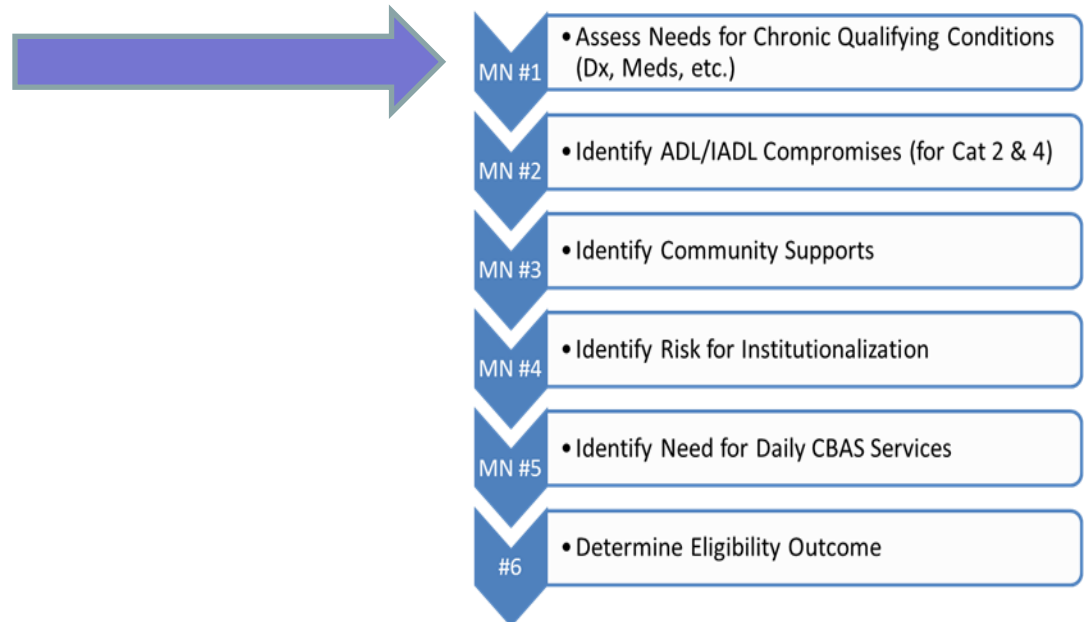 MN #1
• Assess Needs for Chronic Qualifying Conditions
(Dx, Meds, etc.)
MN #2
• Identify ADL/IADL Compromises (for Cat 2 & 4)
MN #3
• Identify Community Supports
MN #4
• Identify Risk for Institutionalization
MN #5
• Identify Need for Daily CBAS Services
#6
• Determine Eligibility Outcome